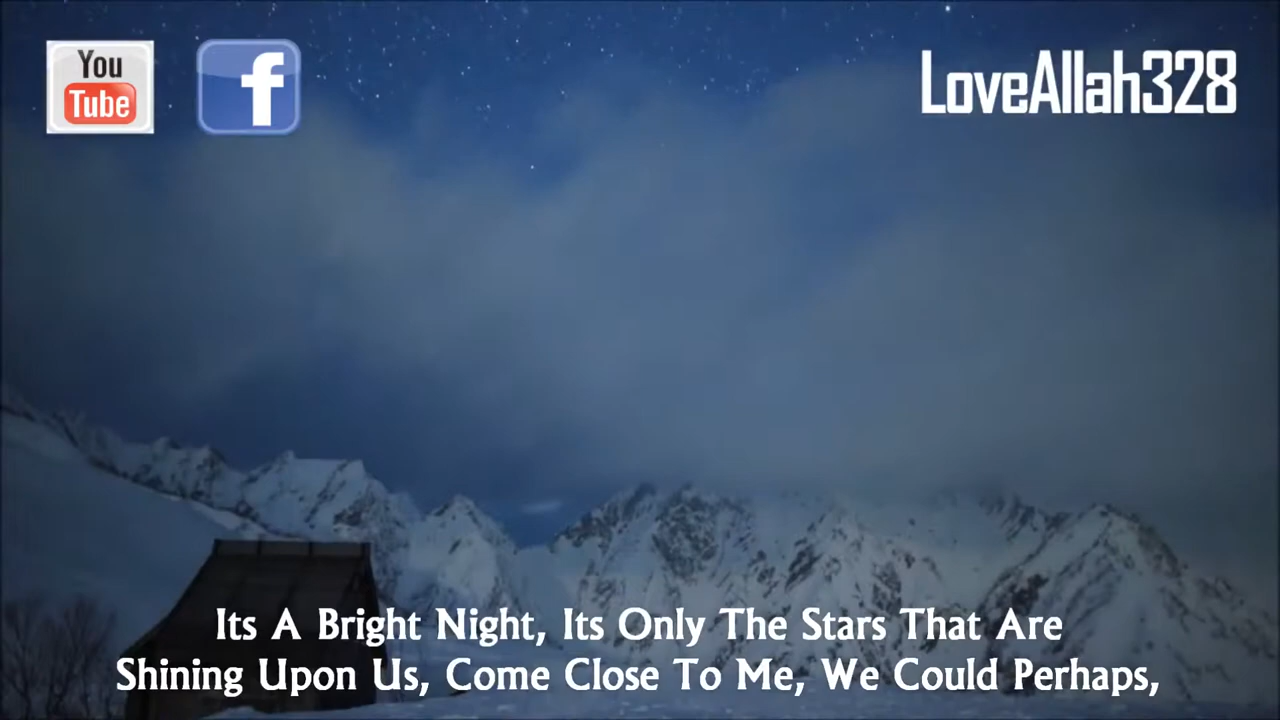 You
Tube
f
LoveAllah328
Its A Bright Night, Its Only The Stars That Are
Shining Upon Us, Come Close To Me, We Could Perhaps,